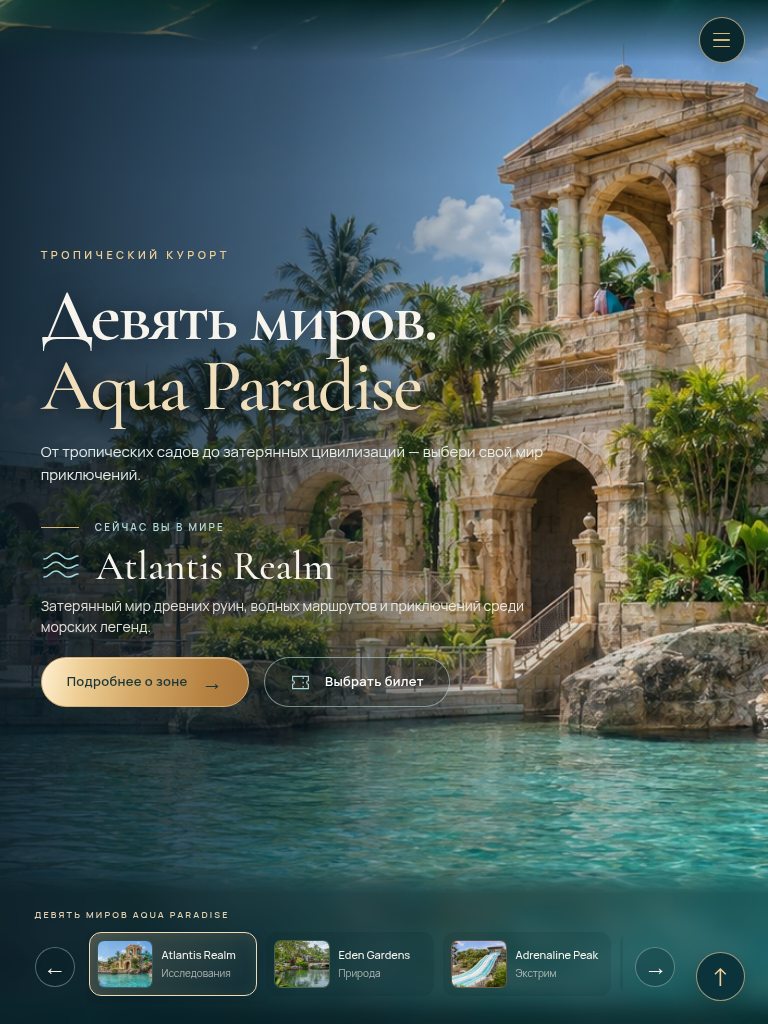 ТРОПИЧЕСКИЙ КУРОРТ
Девять миров.
Aqua Paradise
От тропических садов до затерянных цивилизаций — выбери свой мир
приключений.
СЕЙЧАС ВЫ В МИРЕ
Atlantis Realm
Затерянный мир древних руин, водных маршрутов и приключений среди
морских легенд.
Подробнее о зоне →
Выбрать билет
ДЕВЯТЬ МИРОВ AQUA PARADISE
Atlantis Realm
Исследования
Eden Gardens
Природа
Adrenaline Peak
Экстрим